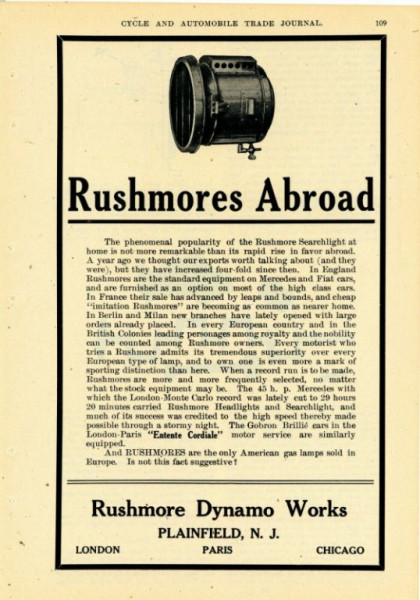 CYCLE AND AUTOMOBILE TRADE JOURNAL. 109
Rushmores Abroad
The phenomenal popularity of the Rushmore Searchlight at
home is not more remarkable than its rapid rise in favor abroad.
A year ago we thought our exports worth talking about (and they
were), but they have increased four-fold since then. In England
Rushmores are the standard equipment on Mercedes and Fiat cars,
and are furnished as an option on most of the high class cars.
In France their sale has advanced by leaps and bounds, and cheap
"imitation Rushmores" are becoming as common as nearer home.
In Berlin and Milan new branches have lately opened with large
orders already placed. In every European country and in the
British Colonies leading personages among royalty and the nobility
can be counted among Rushmore owners. Every motorist who
tries a Rushmore admits its tremendous superiority over every
European type of lamp, and to own one is even more a mark of
sporting distinction than here. When a record run is to be made,
Rushmores are more and more frequently selected, no matter
what the stock equipment may be. The 45 h. p. Mercedes with
which the London-Monte Carlo record was lately cut to 29 hours
20 minutes carried Rushmore Headlights and Searchlight, and
much of its success was credited to the high speed thereby made
possible through a stormy night. The Gobron Brillié cars in the
London-Paris "Entente Cordiale" motor service are similarly
equipped.
And RUSHMORES are the only American gas lamps sold in
Europe. Is not this fact suggestive?
Rushmore Dynamo Works
PLAINFIELD, N. J.
LONDON PARIS CHICAGO